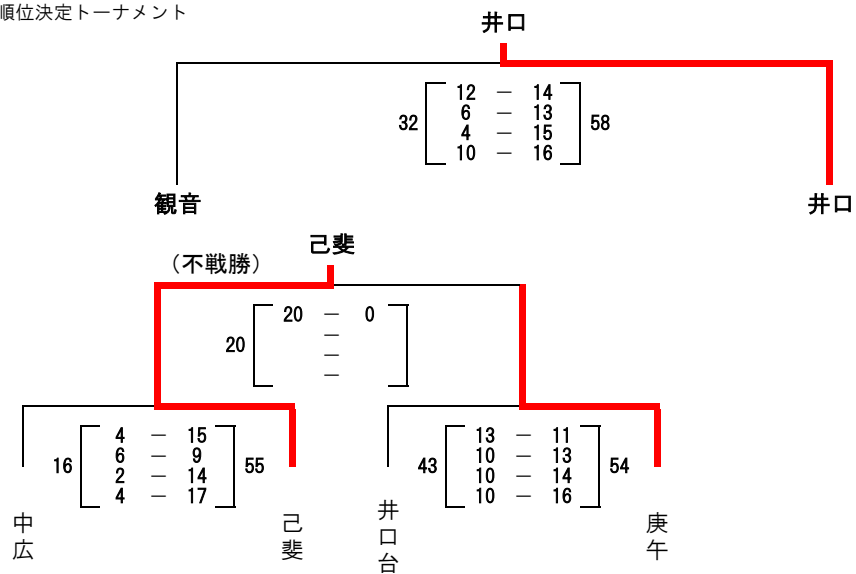 順位決定トーナメント
井口
12 － 14
32 6 － 13 58
4 － 15
10 － 16
観音 井口
己斐
（不戦勝）
20 － 0
20 －
－
－
4 － 15 13 － 11
16 6 － 9 55 43 10 － 13 54
2 － 14 10 － 14
4 － 17 10 － 16
中広 己斐 井口台 庚午